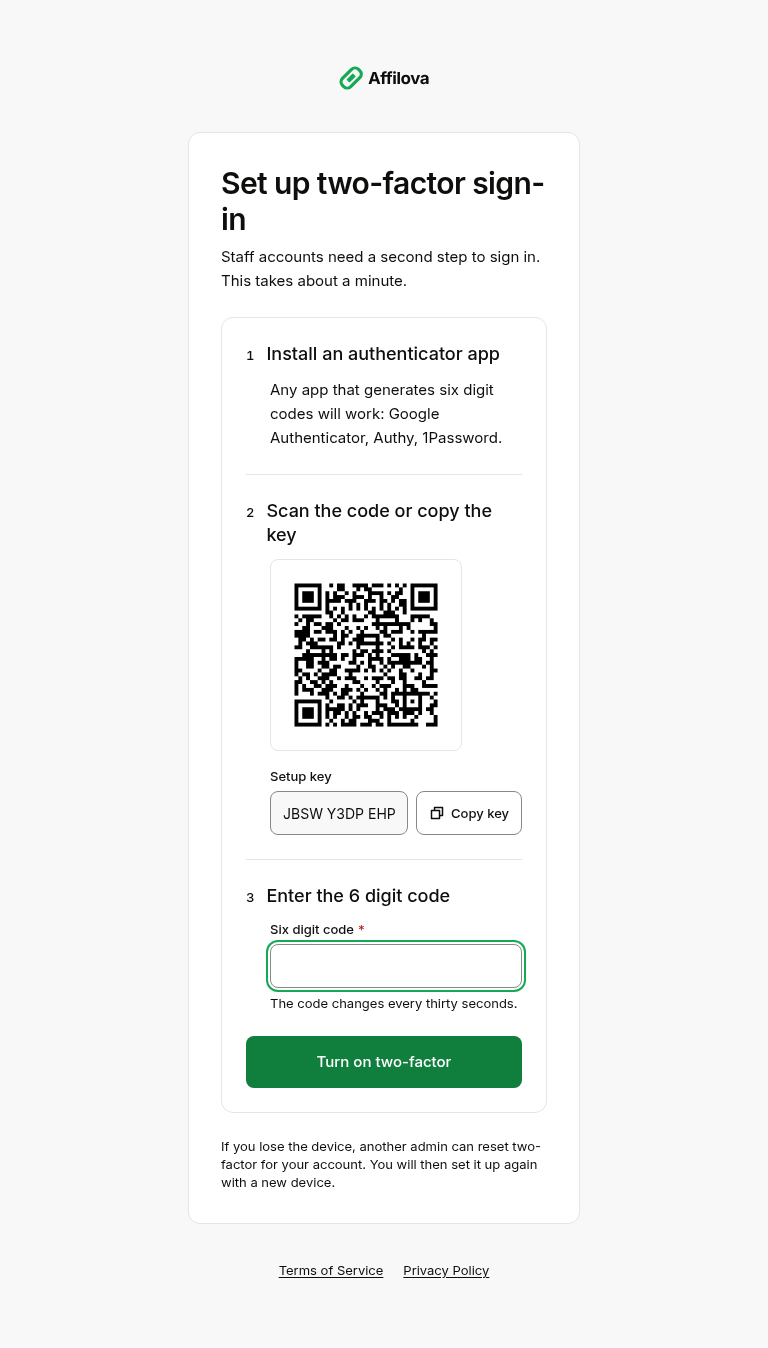 Affilova
Set up two-factor sign-
in
Staff accounts need a second step to sign in.
This takes about a minute.
1 Install an authenticator app
Any app that generates six digit
codes will work: Google
Authenticator, Authy, 1Password.
2 Scan the code or copy the
key
Setup key
JBSW Y3DP EHP
Copy key
3 Enter the 6 digit code
Six digit code *
The code changes every thirty seconds.
Turn on two-factor
If you lose the device, another admin can reset two-
factor for your account. You will then set it up again
with a new device.
Terms of Service Privacy Policy